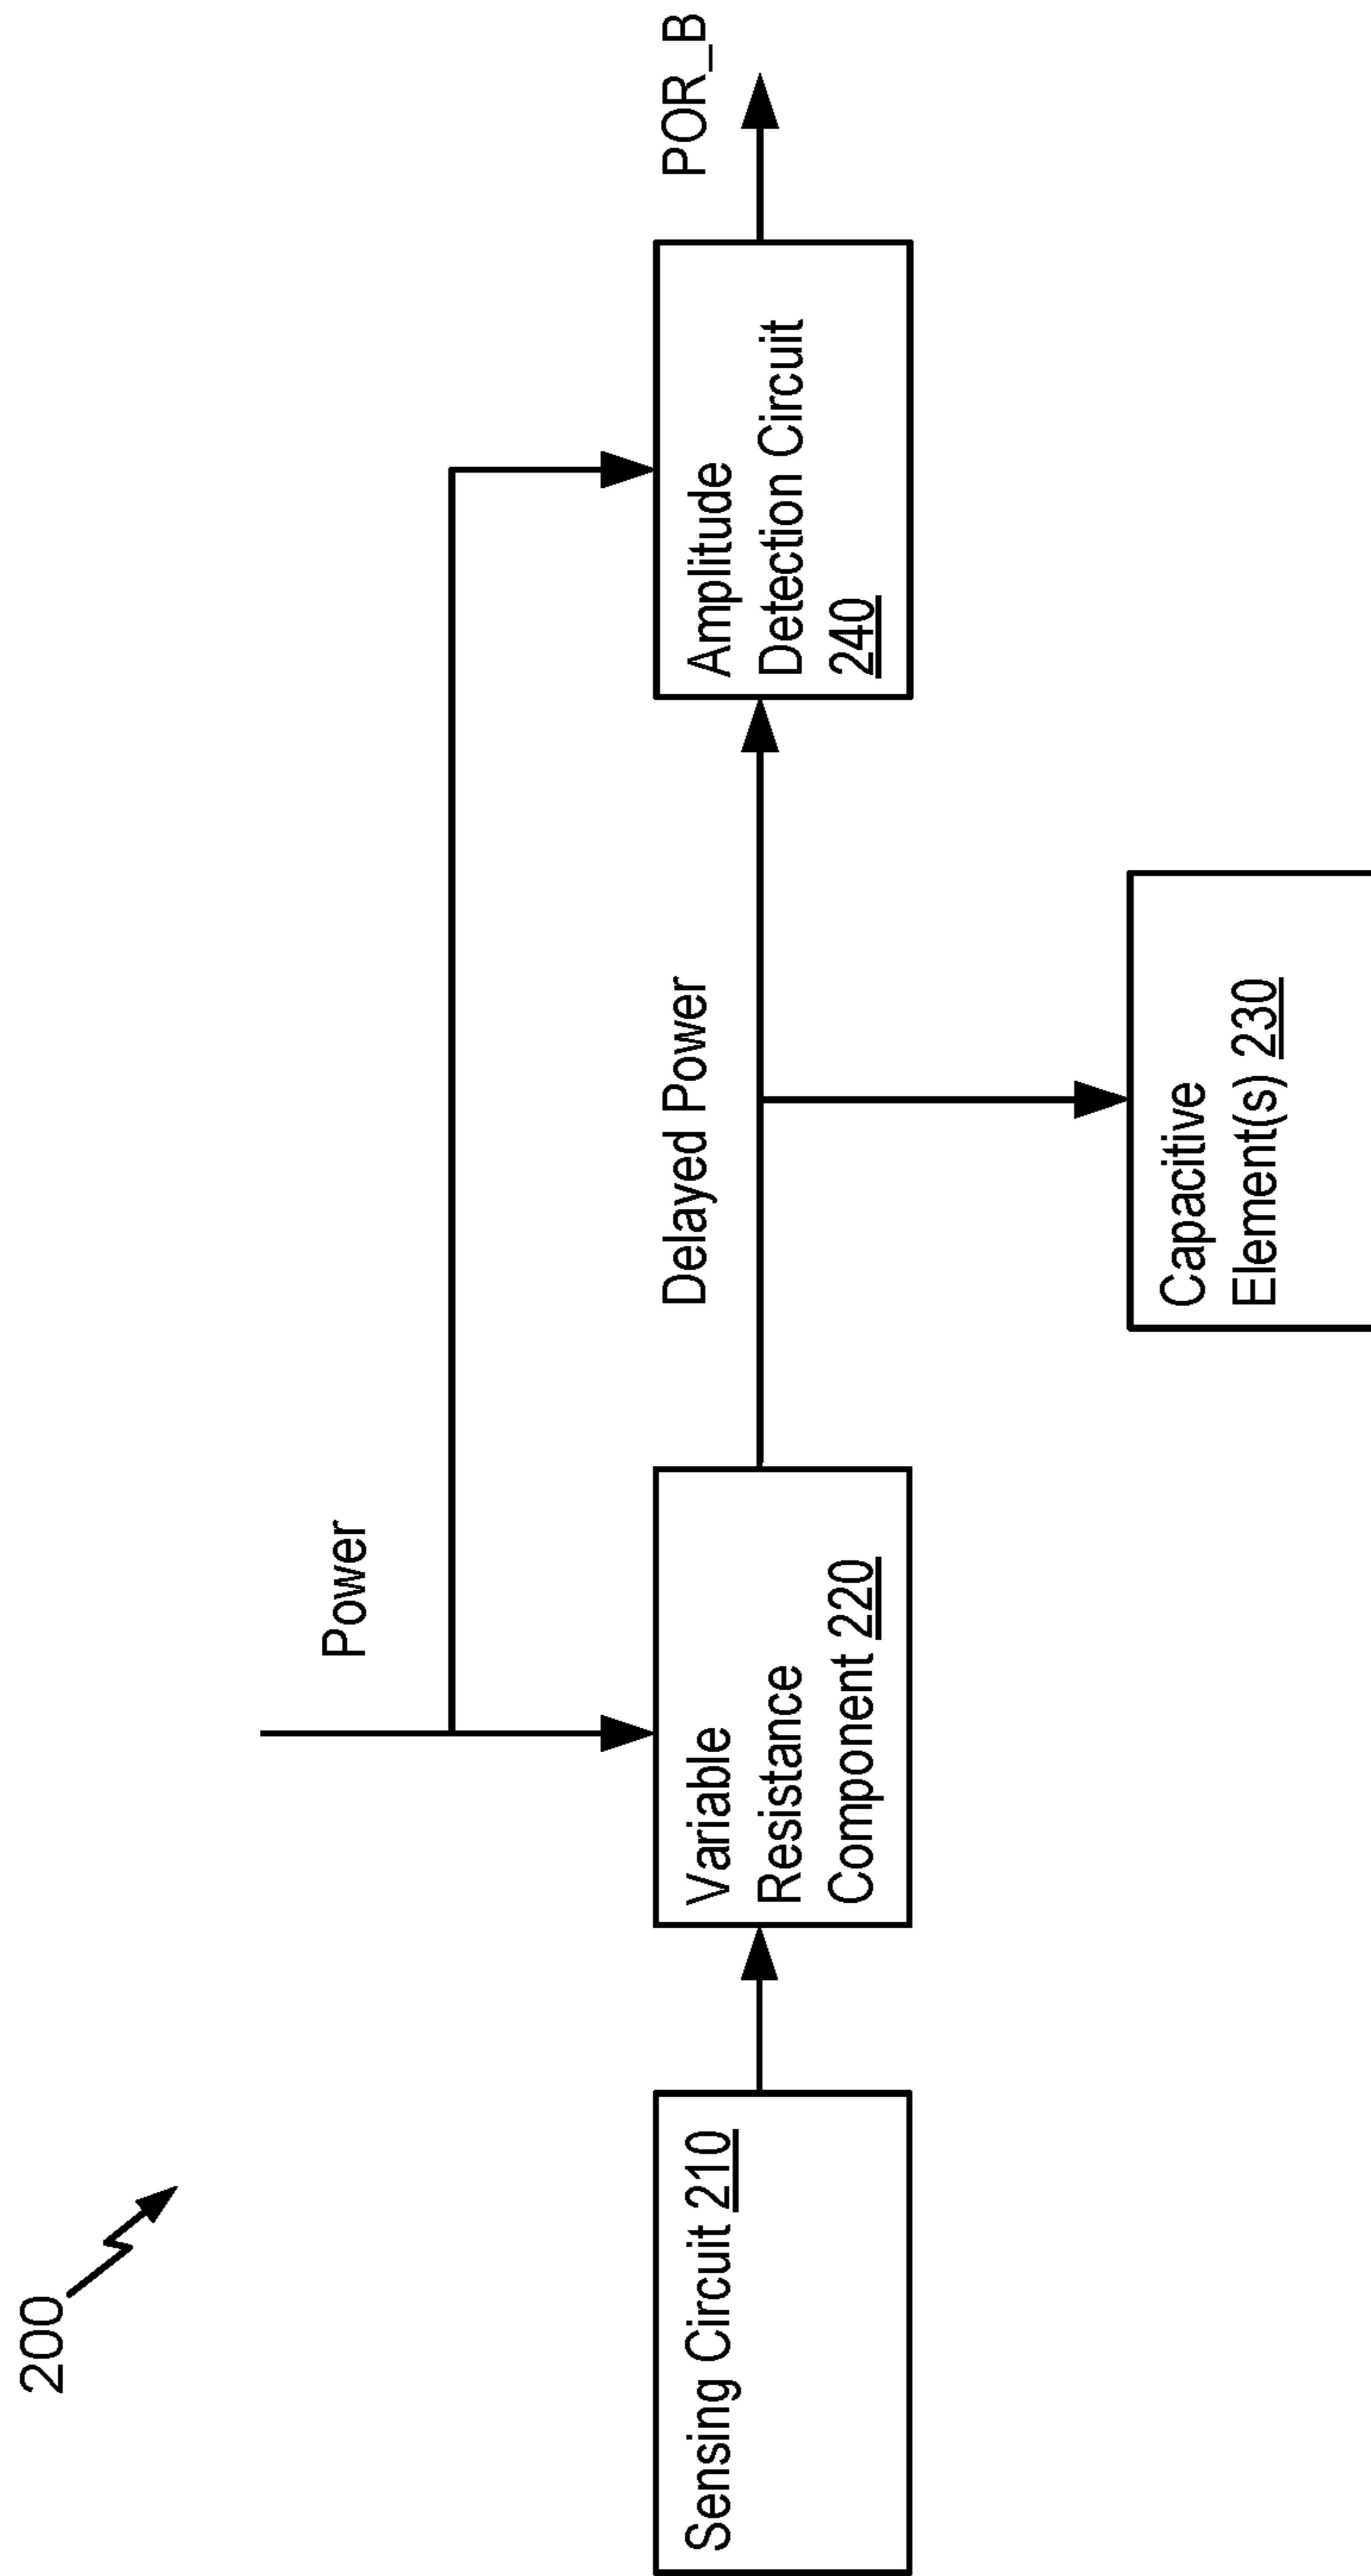 200
Power
Sensing Circuit 210
Variable
Resistance
Component 220
Delayed Power
Capacitive
Element(s) 230
Amplitude
Detection Circuit
240
POR_B